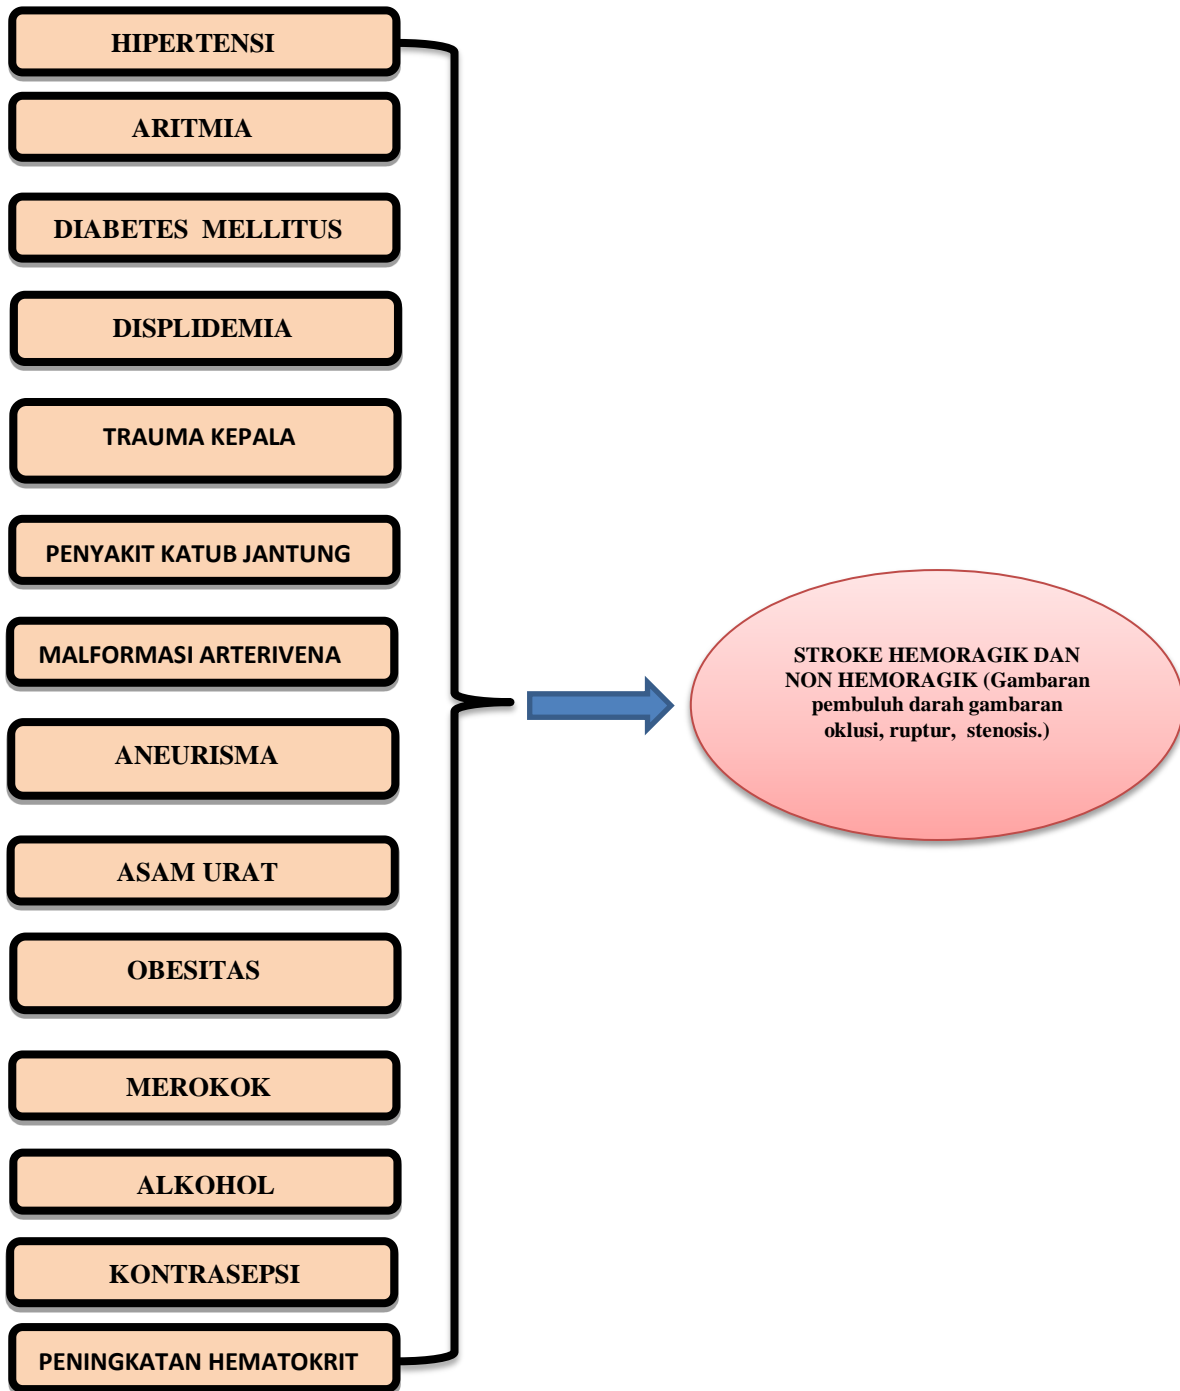 HIPERTENSI
ARITMIA
DIABETES MELLITUS
DISPLIDEMIA
TRAUMA KEPALA
PENYAKIT KATUB JANTUNG
MALFORMASI ARTERIVENA
ANEURISMA
ASAM URAT
OBESITAS
MEROKOK
ALKOHOL
KONTRASEPSI
PENINGKATAN HEMATOKRIT
STROKE HEMORAGIK DAN
NON HEMORAGIK (Gambaran
pembuluh darah gambaran
oklusi, ruptur, stenosis.)